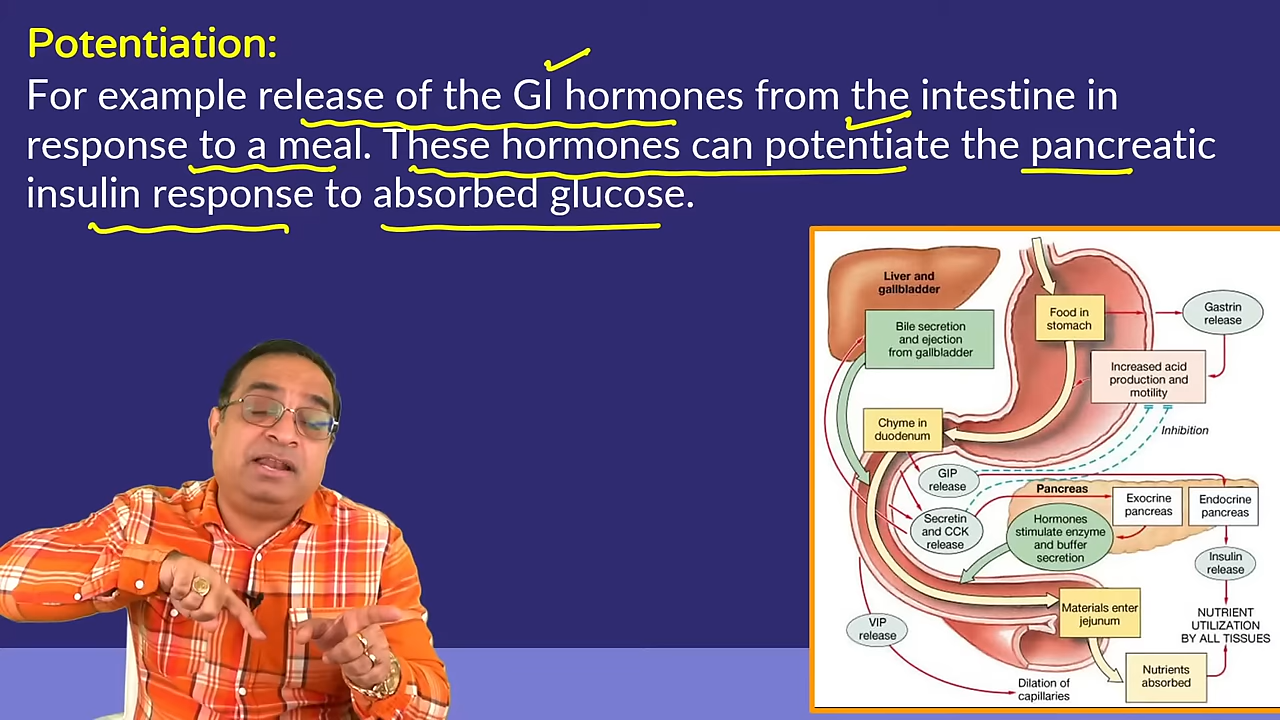 Potentiation:
For example release of the GI hormones from the intestine in
response to a meal. These hormones can potentiate the pancreatic
insulin response to absorbed glucose.
Liver and
gallbladder
Bile secretion
and ejection
from gallbladder
Food in
stomach
Gastrin
release
Increased acid
production and
motility
Inhibition
Chyme in
duodenum
GIP
release
Secretin
and CCK
release
Pancreas
Hormones
stimulate enzyme
and buffer
secretion
Exocrine
pancreas
Endocrine
pancreas
Insulin
release
NUTRIENT
UTILIZATION
BY ALL TISSUES
Materials enter
jejunum
VIP
release
Dilation of
capillaries
Nutrients
absorbed